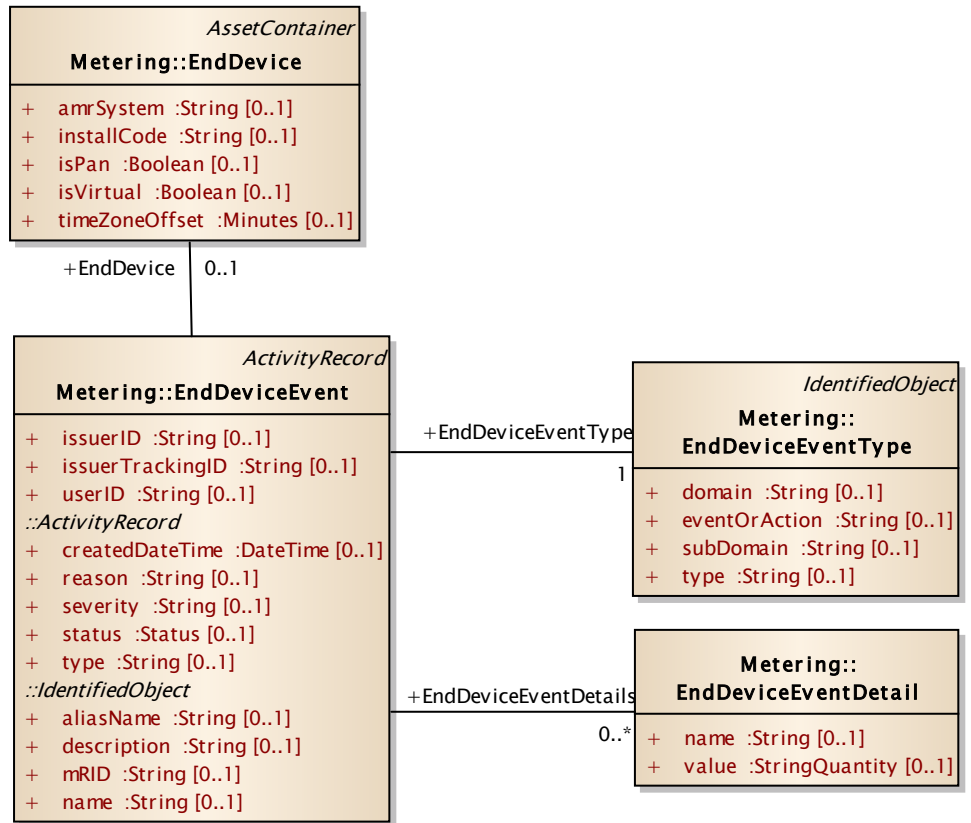 AssetContainer
Metering::EndDevice
+ amrSystem :String [0..1]
+ installCode :String [0..1]
+ isPan :Boolean [0..1]
+ isVirtual :Boolean [0..1]
+ timeZoneOffset :Minutes [0..1]
+EndDevice 0..1
ActivityRecord
Metering::EndDeviceEvent
+ issuerID :String [0..1]
+ issuerTrackingID :String [0..1]
+ userID :String [0..1]
::ActivityRecord
+ createdDateTime :DateTime [0..1]
+ reason :String [0..1]
+ severity :String [0..1]
+ status :Status [0..1]
+ type :String [0..1]
::IdentifiedObject
+ aliasName :String [0..1]
+ description :String [0..1]
+ mRID :String [0..1]
+ name :String [0..1]
+EndDeviceEventType
1
IdentifiedObject
Metering::
EndDeviceEventType
+ domain :String [0..1]
+ eventOrAction :String [0..1]
+ subDomain :String [0..1]
+ type :String [0..1]
+EndDeviceEventDetails
0..*
Metering::
EndDeviceEventDetail
+ name :String [0..1]
+ value :StringQuantity [0..1]